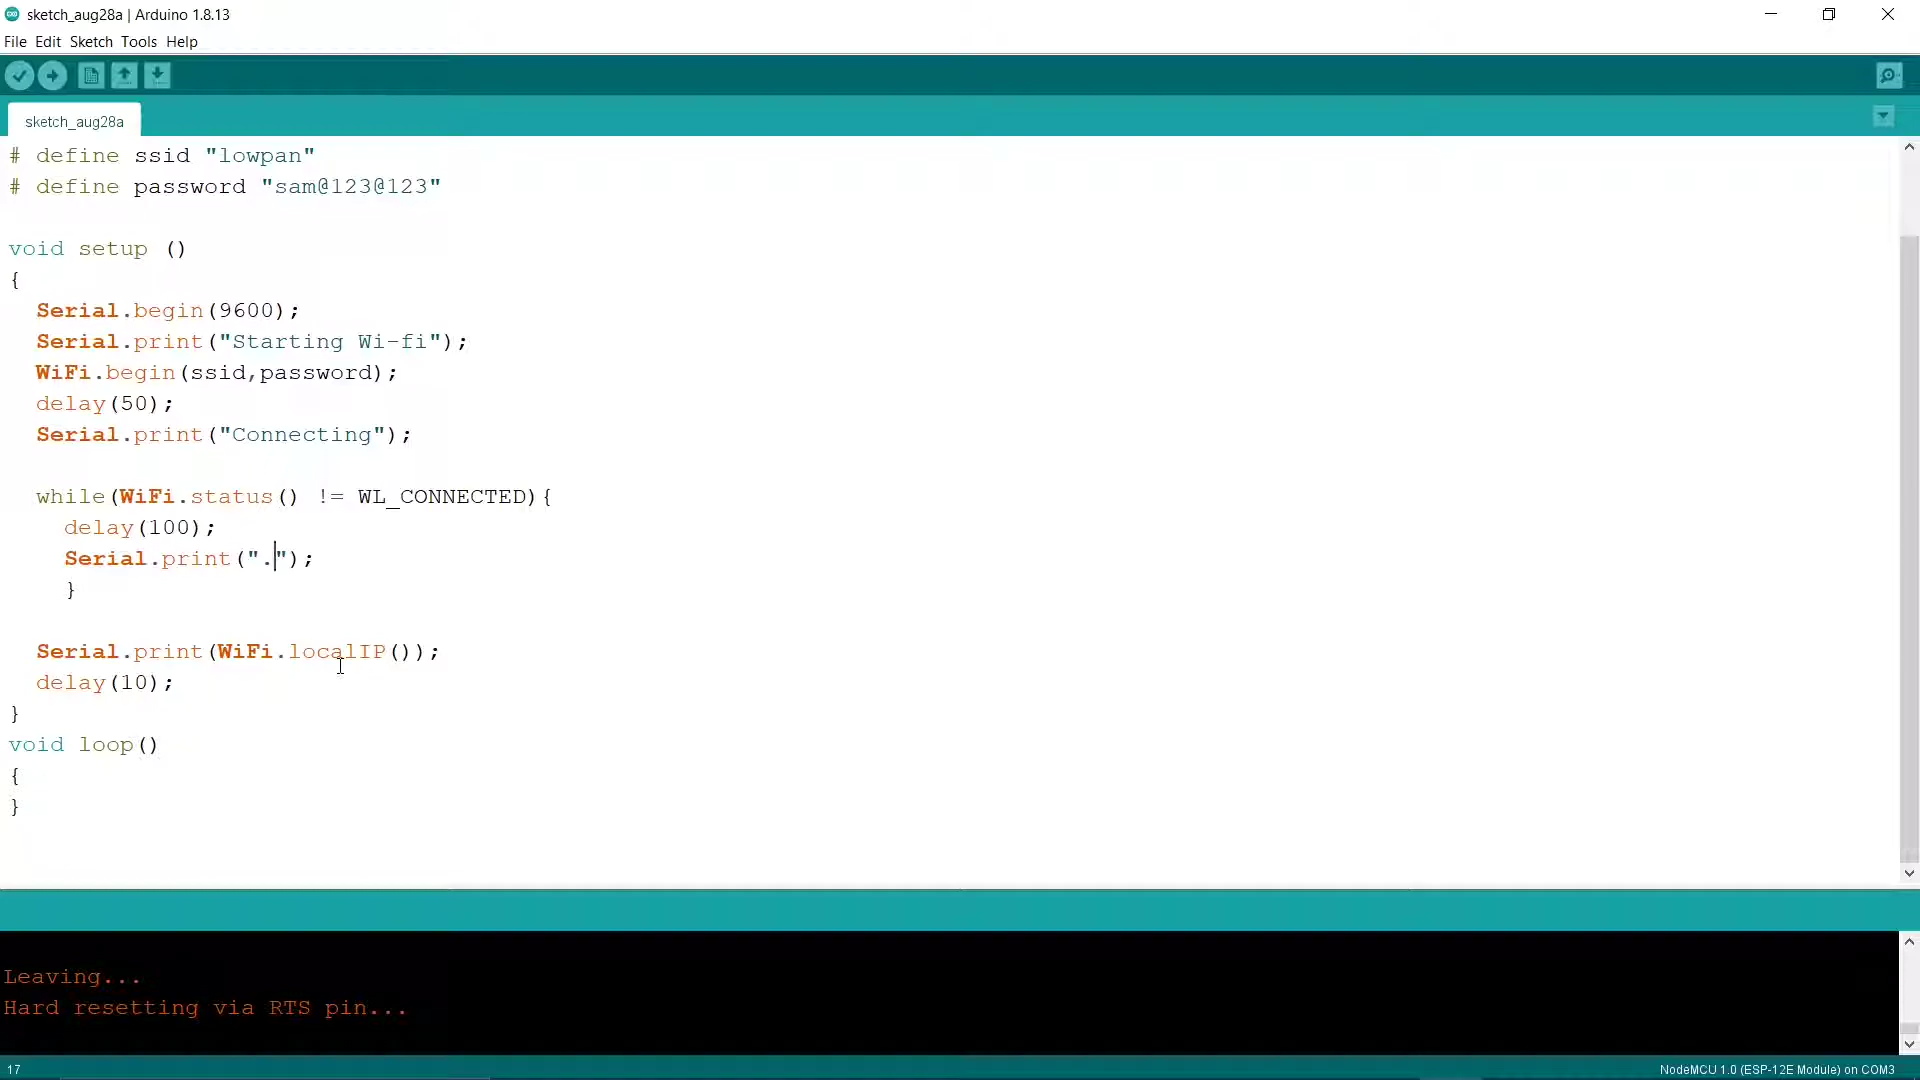 sketch_aug28a | Arduino 1.8.13
File Edit Sketch Tools Help
sketch_aug28a
# define ssid "lowpan"
# define password "sam@123@123"
void setup ()
{
Serial.begin(9600);
Serial.print("Starting Wi-fi");
WiFi.begin(ssid,password);
delay(50);
Serial.print("Connecting");
while(WiFi.status() != WL_CONNECTED){
delay(100);
Serial.print(".");
}
Serial.print(WiFi.localIP());
delay(10);
}
void loop()
{
}
Leaving...
Hard resetting via RTS pin...
17
NodeMCU 1.0 (ESP-12E Module) on COM3